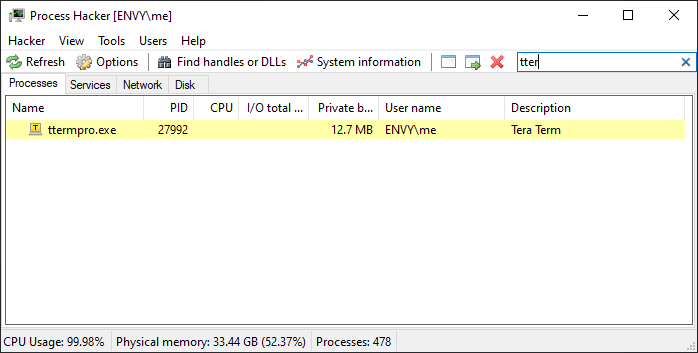 Process Hacker [ENVY\me]
Hacker View Tools Users Help
Refresh Options Find handles or DLLs System information tter
Processes Services Network Disk
Name PID CPU I/O total ... Private b... User name Description
ttermpro.exe 27992 12.7 MB ENVY\me Tera Term
CPU Usage: 99.98% Physical memory: 33.44 GB (52.37%) Processes: 478